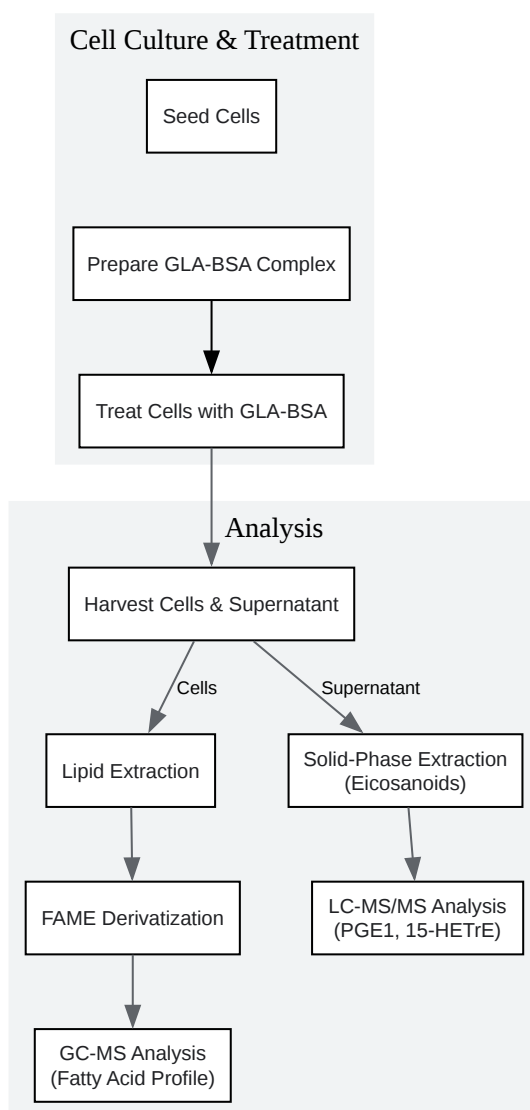 Cell Culture & Treatment
Seed Cells
Prepare GLA-BSA Complex
Treat Cells with GLA-BSA
Analysis
Harvest Cells & Supernatant
Cells
Supernatant
Lipid Extraction
Solid-Phase Extraction
(Eicosanoids)
FAME Derivatization
LC-MS/MS Analysis
(PGE1, 15-HETrE)
GC-MS Analysis
(Fatty Acid Profile)